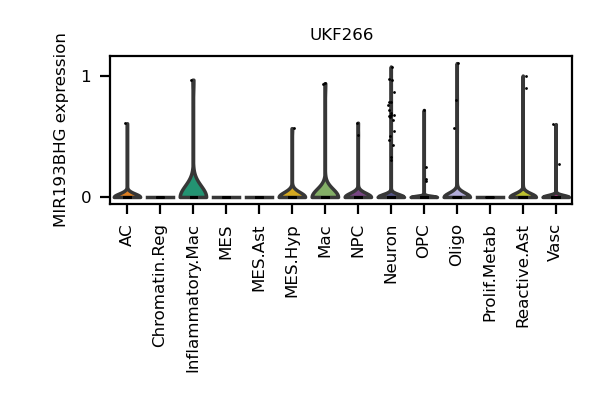 UKF266
MIR193BHG expression
1
0
AC
Chromatin.Reg
Inflammatory.Mac
MES
MES.Ast
MES.Hyp
Mac
NPC
Neuron
OPC
Oligo
Prolif.Metab
Reactive.Ast
Vasc